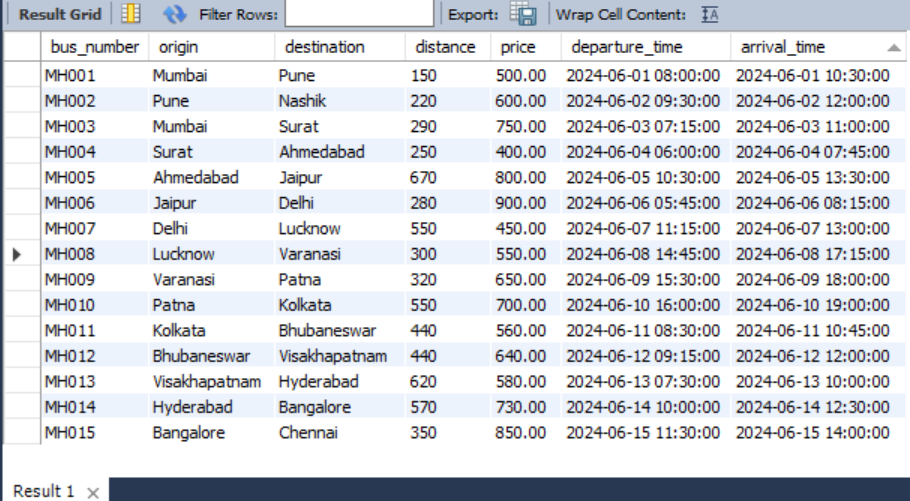 Result Grid Filter Rows: Export: Wrap Cell Content:
bus_number origin destination distance price departure_time arrival_time
MH001 Mumbai Pune 150 500.00 2024-06-01 08:00:00 2024-06-01 10:30:00
MH002 Pune Nashik 220 600.00 2024-06-02 09:30:00 2024-06-02 12:00:00
MH003 Mumbai Surat 290 750.00 2024-06-03 07:15:00 2024-06-03 11:00:00
MH004 Surat Ahmedabad 250 400.00 2024-06-04 06:00:00 2024-06-04 07:45:00
MH005 Ahmedabad Jaipur 670 800.00 2024-06-05 10:30:00 2024-06-05 13:30:00
MH006 Jaipur Delhi 280 900.00 2024-06-06 05:45:00 2024-06-06 08:15:00
MH007 Delhi Lucknow 550 450.00 2024-06-07 11:15:00 2024-06-07 13:00:00
MH008 Lucknow Varanasi 300 550.00 2024-06-08 14:45:00 2024-06-08 17:15:00
MH009 Varanasi Patna 320 650.00 2024-06-09 15:30:00 2024-06-09 18:00:00
MH010 Patna Kolkata 550 700.00 2024-06-10 16:00:00 2024-06-10 19:00:00
MH011 Kolkata Bhubaneswar 440 560.00 2024-06-11 08:30:00 2024-06-11 10:45:00
MH012 Bhubaneswar Visakhapatnam 440 640.00 2024-06-12 09:15:00 2024-06-12 12:00:00
MH013 Visakhapatnam Hyderabad 620 580.00 2024-06-13 07:30:00 2024-06-13 10:00:00
MH014 Hyderabad Bangalore 570 730.00 2024-06-14 10:00:00 2024-06-14 12:30:00
MH015 Bangalore Chennai 350 850.00 2024-06-15 11:30:00 2024-06-15 14:00:00
Result 1